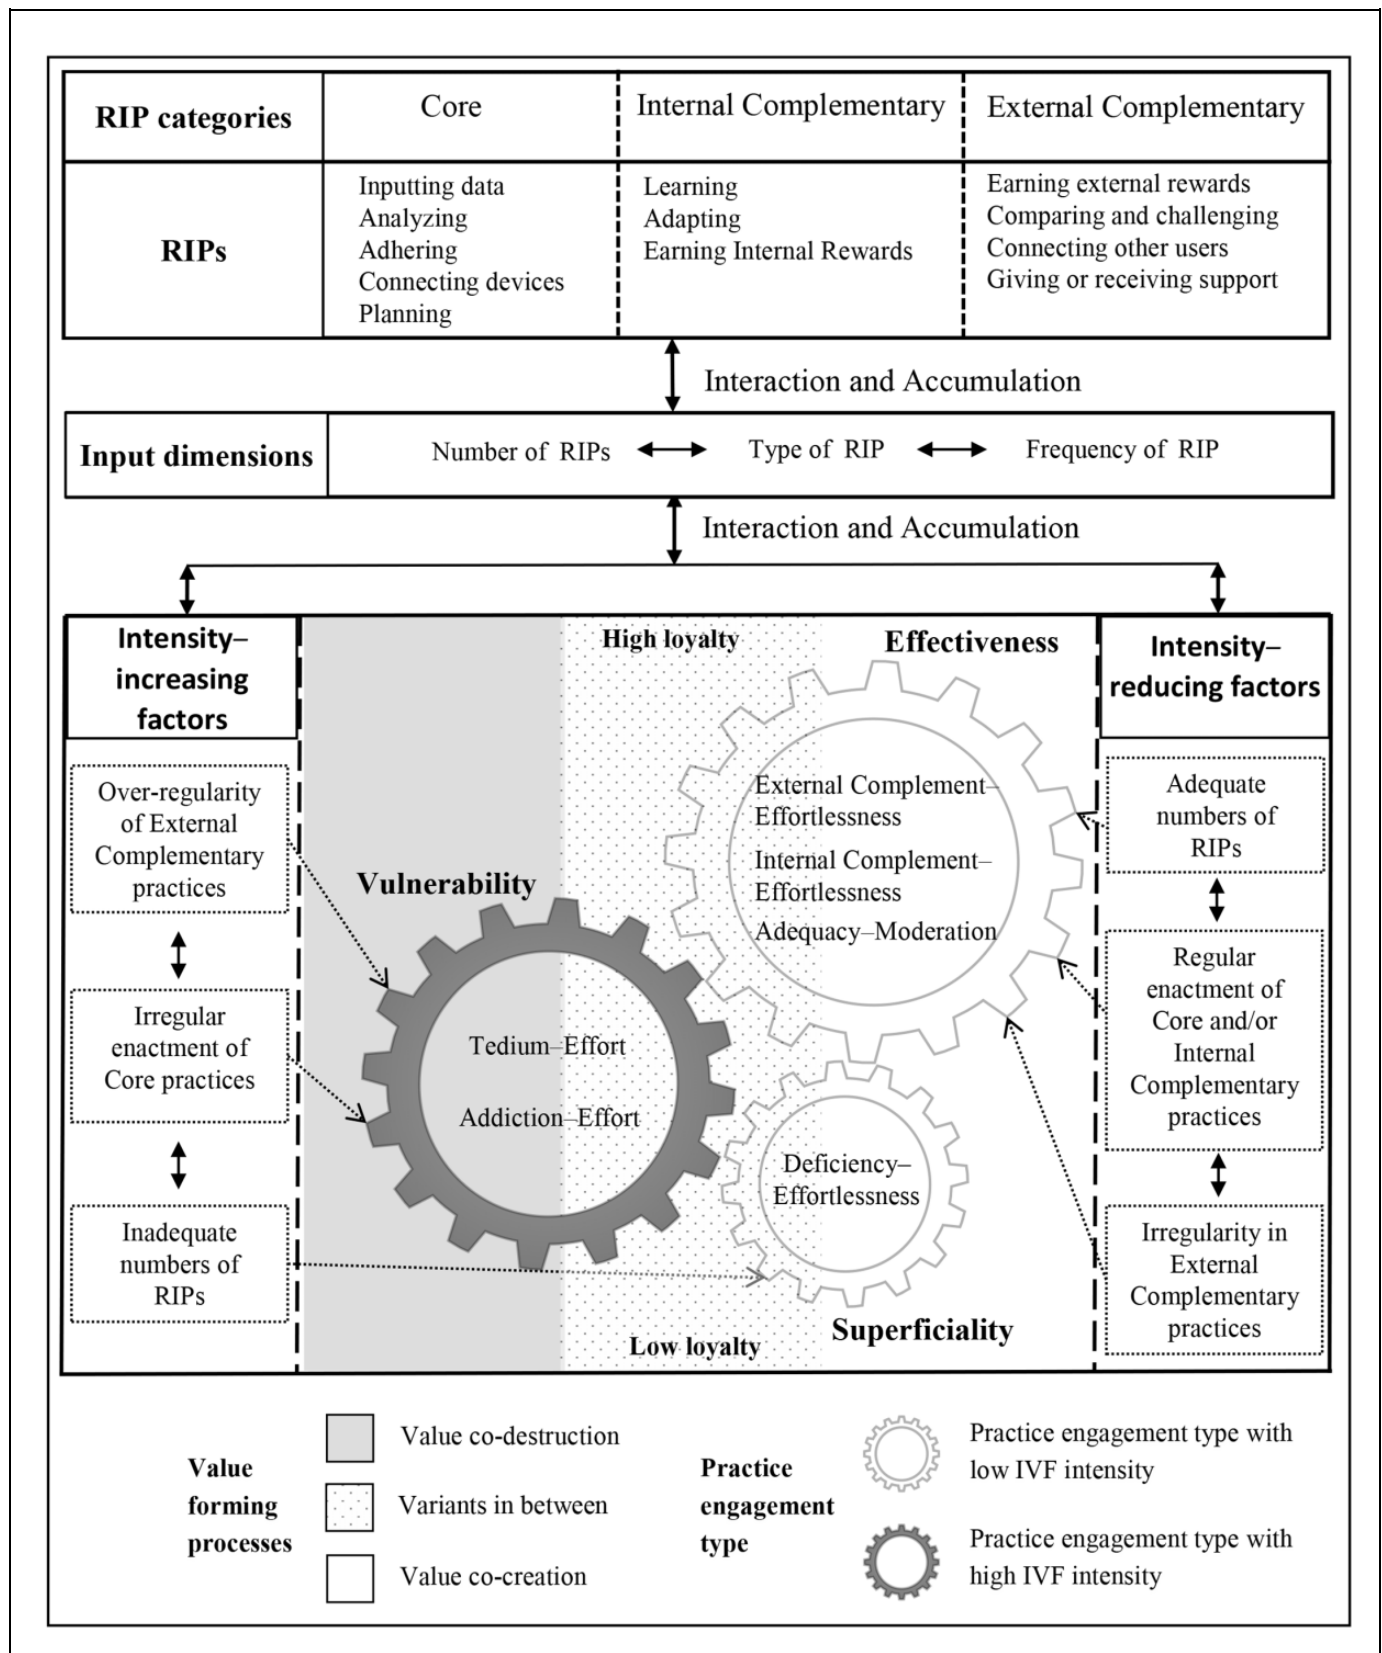 RIP categories
Core
Internal Complementary
External Complementary
RIPs
Inputting data
Analyzing
Adhering
Connecting devices
Planning
Learning
Adapting
Earning Internal Rewards
Earning external rewards
Comparing and challenging
Connecting other users
Giving or receiving support
Interaction and Accumulation
Input dimensions
Number of RIPs
Type of RIP
Frequency of RIP
Interaction and Accumulation
Intensity–
increasing
factors
Over-regularity
of External
Complementary
practices
Irregular
enactment of
Core practices
Inadequate
numbers of
RIPs
High loyalty
Effectiveness
External Complement–
Effortlessness
Internal Complement–
Effortlessness
Adequacy–Moderation
Vulnerability
Tedium–Effort
Addiction–Effort
Deficiency–
Effortlessness
Superficiality
Low loyalty
Intensity–
reducing factors
Adequate
numbers of
RIPs
Regular
enactment of
Core and/or
Internal
Complementary
practices
Irregularity in
External
Complementary
practices
Value
forming
processes
Value co-destruction
Variants in between
Value co-creation
Practice
engagement
type
Practice engagement type with
low IVF intensity
Practice engagement type with
high IVF intensity